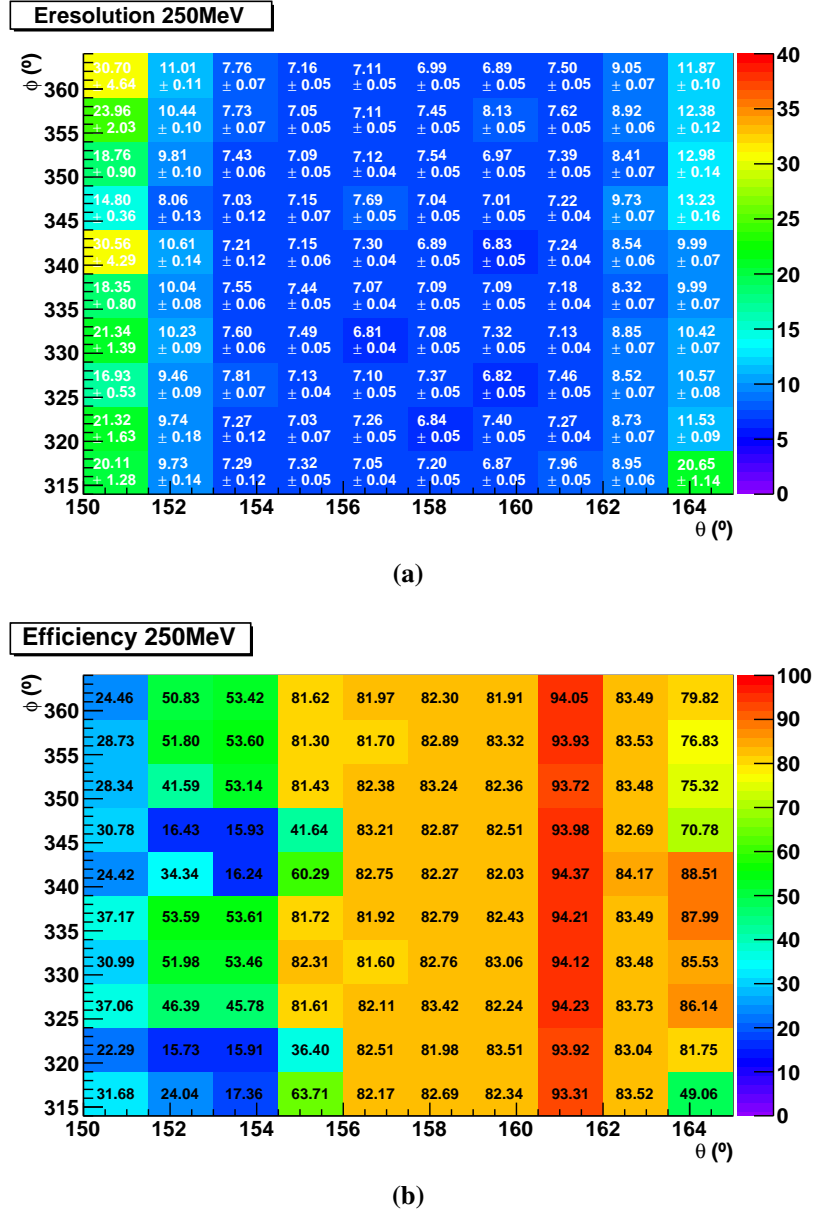 Eresolution 250MeV
φ (º)
360
30.70 11.01 7.76 7.16 7.11 6.99 6.89 7.50 9.05 11.87
± 4.64 ± 0.11 ± 0.07 ± 0.05 ± 0.05 ± 0.05 ± 0.05 ± 0.05 ± 0.07 ± 0.10
355
23.96 10.44 7.73 7.05 7.11 7.45 8.13 7.62 8.92 12.38
± 2.03 ± 0.10 ± 0.07 ± 0.05 ± 0.05 ± 0.05 ± 0.05 ± 0.05 ± 0.06 ± 0.12
350
18.76 9.81 7.43 7.09 7.12 7.54 6.97 7.39 8.41 12.98
± 0.90 ± 0.10 ± 0.06 ± 0.05 ± 0.04 ± 0.05 ± 0.05 ± 0.05 ± 0.07 ± 0.14
345
14.80 8.06 7.03 7.15 7.69 7.04 7.01 7.22 9.73 13.23
± 0.36 ± 0.13 ± 0.12 ± 0.07 ± 0.05 ± 0.05 ± 0.05 ± 0.04 ± 0.07 ± 0.16
340
30.56 10.61 7.21 7.15 7.30 6.89 6.83 7.24 8.54 9.99
± 4.29 ± 0.14 ± 0.12 ± 0.06 ± 0.04 ± 0.05 ± 0.05 ± 0.04 ± 0.06 ± 0.07
335
18.35 10.04 7.55 7.44 7.07 7.09 7.09 7.18 8.32 9.99
± 0.80 ± 0.08 ± 0.06 ± 0.05 ± 0.04 ± 0.05 ± 0.05 ± 0.04 ± 0.06 ± 0.07
330
21.34 10.23 7.60 7.49 6.81 7.08 7.32 7.13 8.85 10.42
± 1.39 ± 0.09 ± 0.06 ± 0.05 ± 0.04 ± 0.05 ± 0.05 ± 0.04 ± 0.07 ± 0.07
325
16.93 9.46 7.81 7.13 7.10 7.37 6.82 7.46 8.52 10.57
± 0.53 ± 0.09 ± 0.07 ± 0.04 ± 0.05 ± 0.05 ± 0.05 ± 0.05 ± 0.07 ± 0.08
320
21.32 9.74 7.27 7.03 7.26 6.84 7.40 7.27 8.73 11.53
± 1.63 ± 0.18 ± 0.12 ± 0.07 ± 0.05 ± 0.05 ± 0.05 ± 0.04 ± 0.07 ± 0.09
315
20.11 9.73 7.29 7.32 7.05 7.20 6.87 7.96 8.95 20.65
± 1.28 ± 0.14 ± 0.12 ± 0.05 ± 0.04 ± 0.05 ± 0.05 ± 0.05 ± 0.06 ± 1.14
150 152 154 156 158 160 162 164
θ (º)
40
35
30
25
20
15
10
5
0
(a)
Efficiency 250MeV
φ (º)
360
24.46 50.83 53.42 81.62 81.97 82.30 81.91 94.05 83.49 79.82
355
28.73 51.80 53.60 81.30 81.70 82.89 83.32 93.93 83.53 76.83
350
28.34 41.59 53.14 81.43 82.38 83.24 82.36 93.72 83.48 75.32
345
30.78 16.43 15.93 41.64 83.21 82.87 82.51 93.98 82.69 70.78
340
24.42 34.34 16.24 60.29 82.75 82.27 82.03 94.37 84.17 88.51
335
37.17 53.59 53.61 81.72 81.92 82.79 82.43 94.21 83.49 87.99
330
30.99 51.98 53.46 82.31 81.60 82.76 83.06 94.12 83.48 85.53
325
37.06 46.39 45.78 81.61 82.11 83.42 82.24 94.23 83.73 86.14
320
22.29 15.73 15.91 36.40 82.51 81.98 83.51 93.92 83.04 81.75
315
31.68 24.04 17.36 63.71 82.17 82.69 82.34 93.31 83.52 49.06
150 152 154 156 158 160 162 164
θ (º)
100
90
80
70
60
50
40
30
20
10
0
(b)